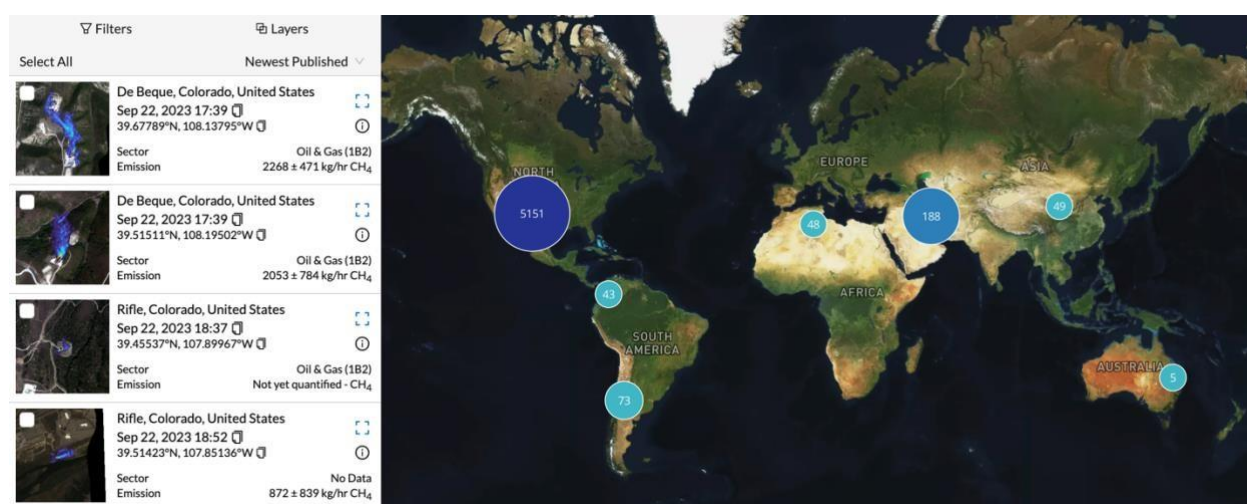 Filters Layers
Select All Newest Published
De Beque, Colorado, United States
Sep 22, 2023 17:39
39.67789°N, 108.13795°W
Sector Oil & Gas (1B2)
Emission 2268 ± 471 kg/hr CH₄
De Beque, Colorado, United States
Sep 22, 2023 17:39
39.51511°N, 108.19502°W
Sector Oil & Gas (1B2)
Emission 2053 ± 784 kg/hr CH₄
Rifle, Colorado, United States
Sep 22, 2023 18:37
39.45537°N, 107.89967°W
Sector Oil & Gas (1B2)
Emission Not yet quantified - CH₄
Rifle, Colorado, United States
Sep 22, 2023 18:52
39.51423°N, 107.85136°W
Sector No Data
Emission 872 ± 839 kg/hr CH₄
EUROPE
ASIA
NORTH
5151
188
49
48
AFRICA
43
SOUTH
AMERICA
AUSTRALIA
5
73